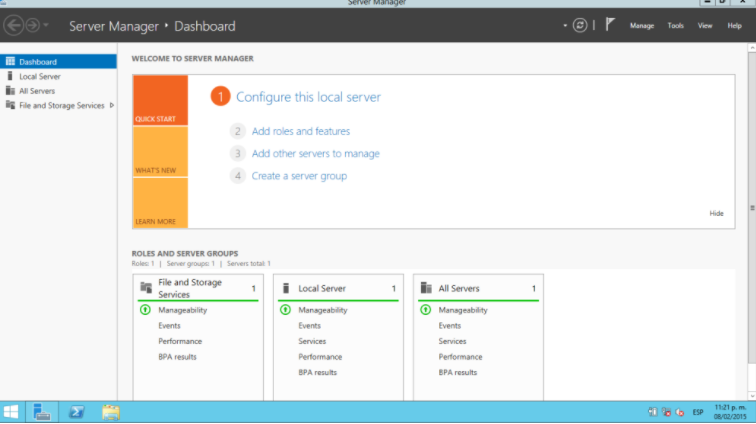 Server Manager
Server Manager • Dashboard
Manage Tools View Help
Dashboard
Local Server
All Servers
File and Storage Services
WELCOME TO SERVER MANAGER
QUICK START
WHAT'S NEW
LEARN MORE
1 Configure this local server
2 Add roles and features
3 Add other servers to manage
4 Create a server group
Hide
ROLES AND SERVER GROUPS
Roles: 1 | Server groups: 1 | Servers total: 1
File and Storage Services 1
Manageability
Events
Performance
BPA results
Local Server 1
Manageability
Events
Services
Performance
BPA results
All Servers 1
Manageability
Events
Services
Performance
BPA results
ESP
11:21 p. m.
08/02/2015